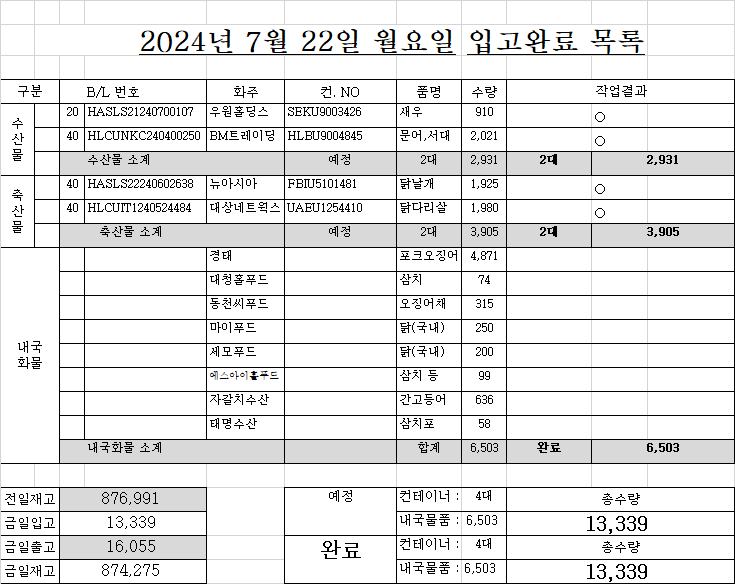 2024년 7월 22일 월요일 입고완료 목록
구분 B/L 번호 화주 컨. NO 품명 수량 작업결과
수산물 20 HASLS21240700107 우원홀딩스 SEKU9003426 새우 910 ○
40 HLCUNKC240400250 BM트레이딩 HLBU9004845 문어,서대 2,021 ○
수산물 소계 예정 2대 2,931 2대 2,931
축산물 40 HASLS22240602638 뉴아시아 FBIU5101481 닭날개 1,925 ○
40 HLCUIT1240524484 대상네트웍스 UAEU1254410 닭다리살 1,980 ○
축산물 소계 예정 2대 3,905 2대 3,905
내국화물 경태 포크오징어 4,871
대청홀푸드 삼치 74
동천씨푸드 오징어채 315
마이푸드 닭(국내) 250
세모푸드 닭(국내) 200
에스아이홀푸드 삼치 등 99
자갈치수산 간고등어 636
태명수산 삼치포 58
내국화물 소계 합계 6,503 완료 6,503
전일재고 876,991 예정 컨테이너 : 4대 총수량
금일입고 13,339 내국물품 : 6,503 13,339
금일출고 16,055 완료 컨테이너 : 4대 총수량
금일재고 874,275 내국물품 : 6,503 13,339